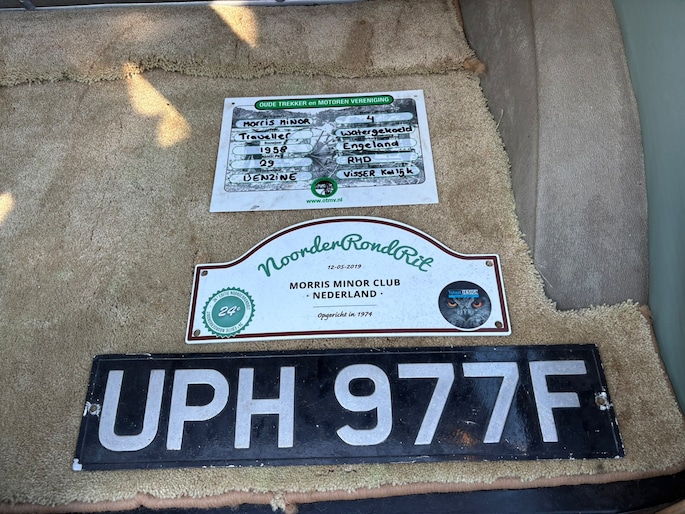 OUDE TREKKER en MOTOREN VERENIGING
MORRIS MINOR 4
Traveller Watergekoeld
1958 Engeland
29 RHD
BENZINE VISSER Kollyk
www.otmv.nl
NoorderRondRit
12-05-2019
MORRIS MINOR CLUB
· NEDERLAND ·
Opgericht in 1974
24e
UPH 977F